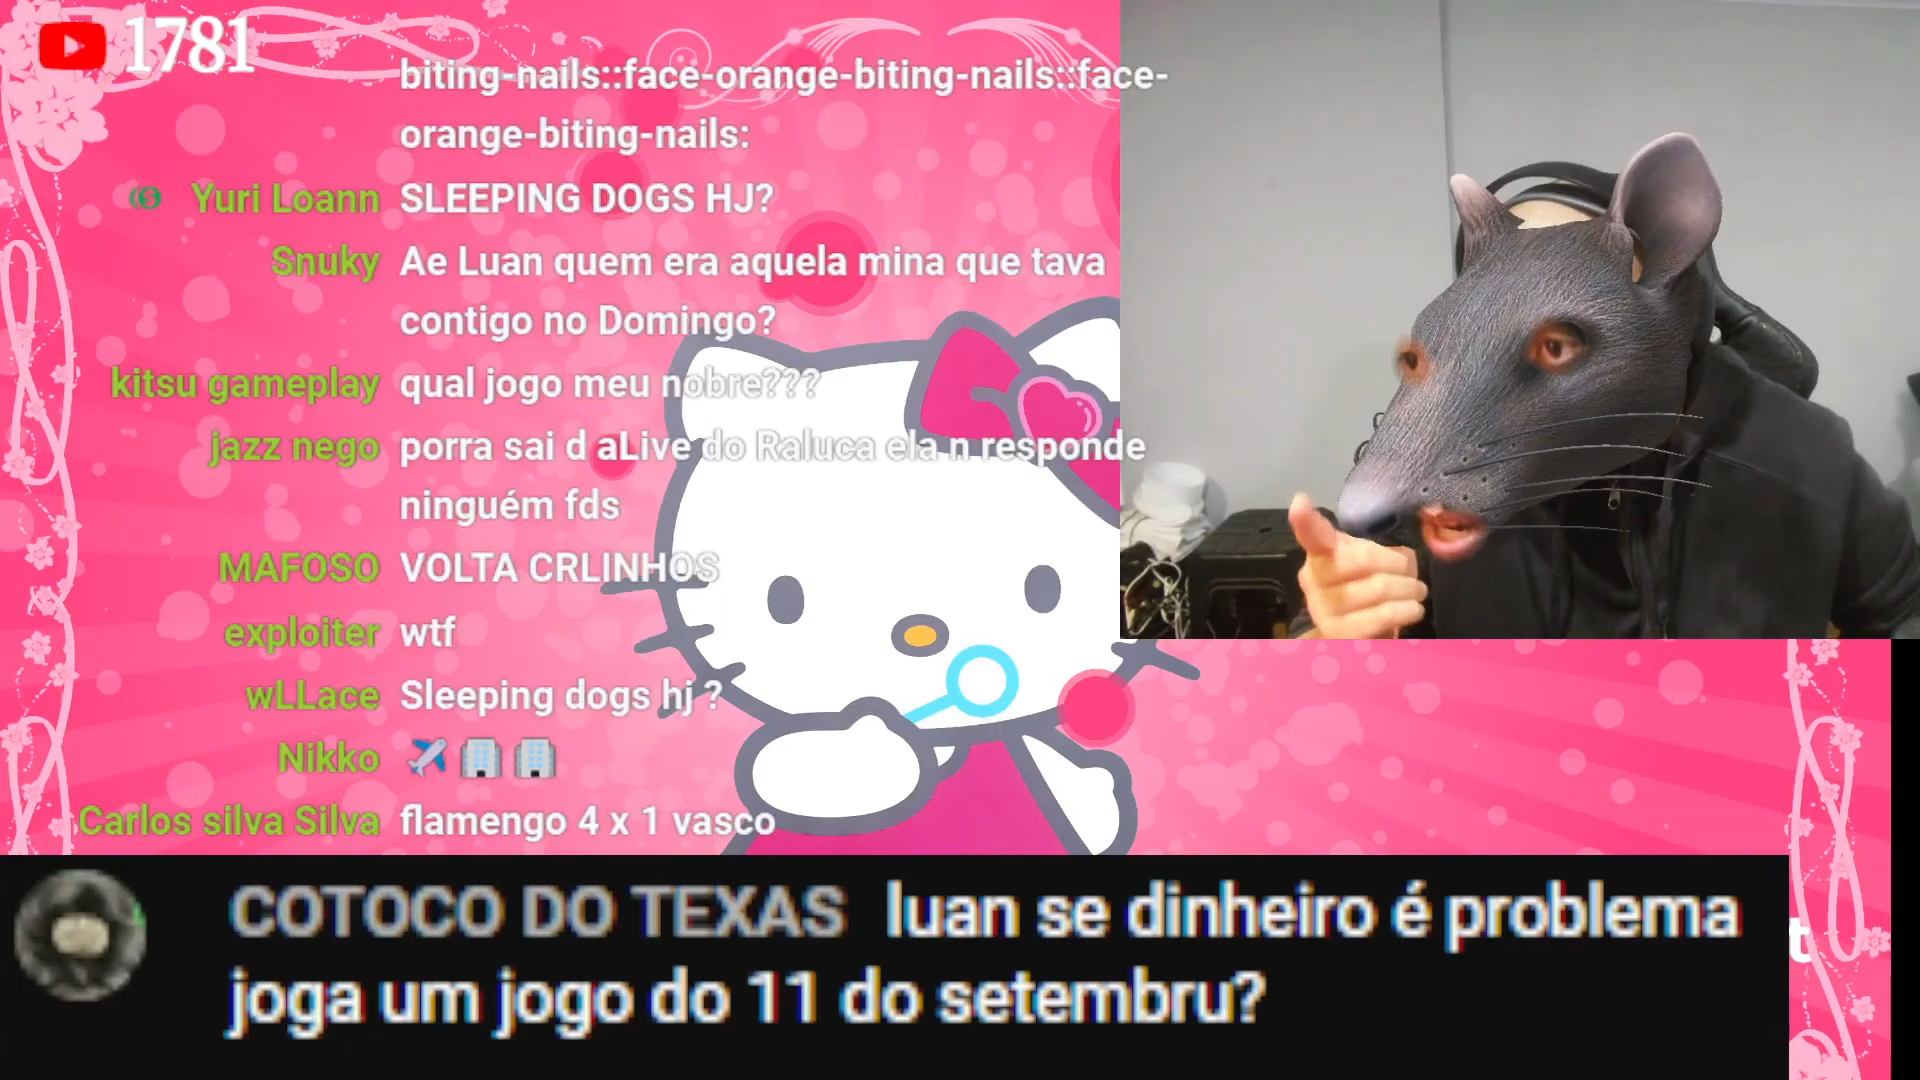 1781
biting-nails::face-orange-biting-nails::face-
orange-biting-nails:
Yuri Loann SLEEPING DOGS HJ?
Snuky Ae Luan quem era aquela mina que tava
contigo no Domingo?
kitsu gameplay qual jogo meu nobre???
jazz nego porra sai d aLive do Raluca ela n responde
ninguém fds
MAFOSO VOLTA CRLINHOS
exploiter wtf
wLLace Sleeping dogs hj ?
Nikko ✈️🏢🏢
Carlos silva Silva flamengo 4 x 1 vasco
COTOCO DO TEXAS luan se dinheiro é problema
joga um jogo do 11 do setembru?
t